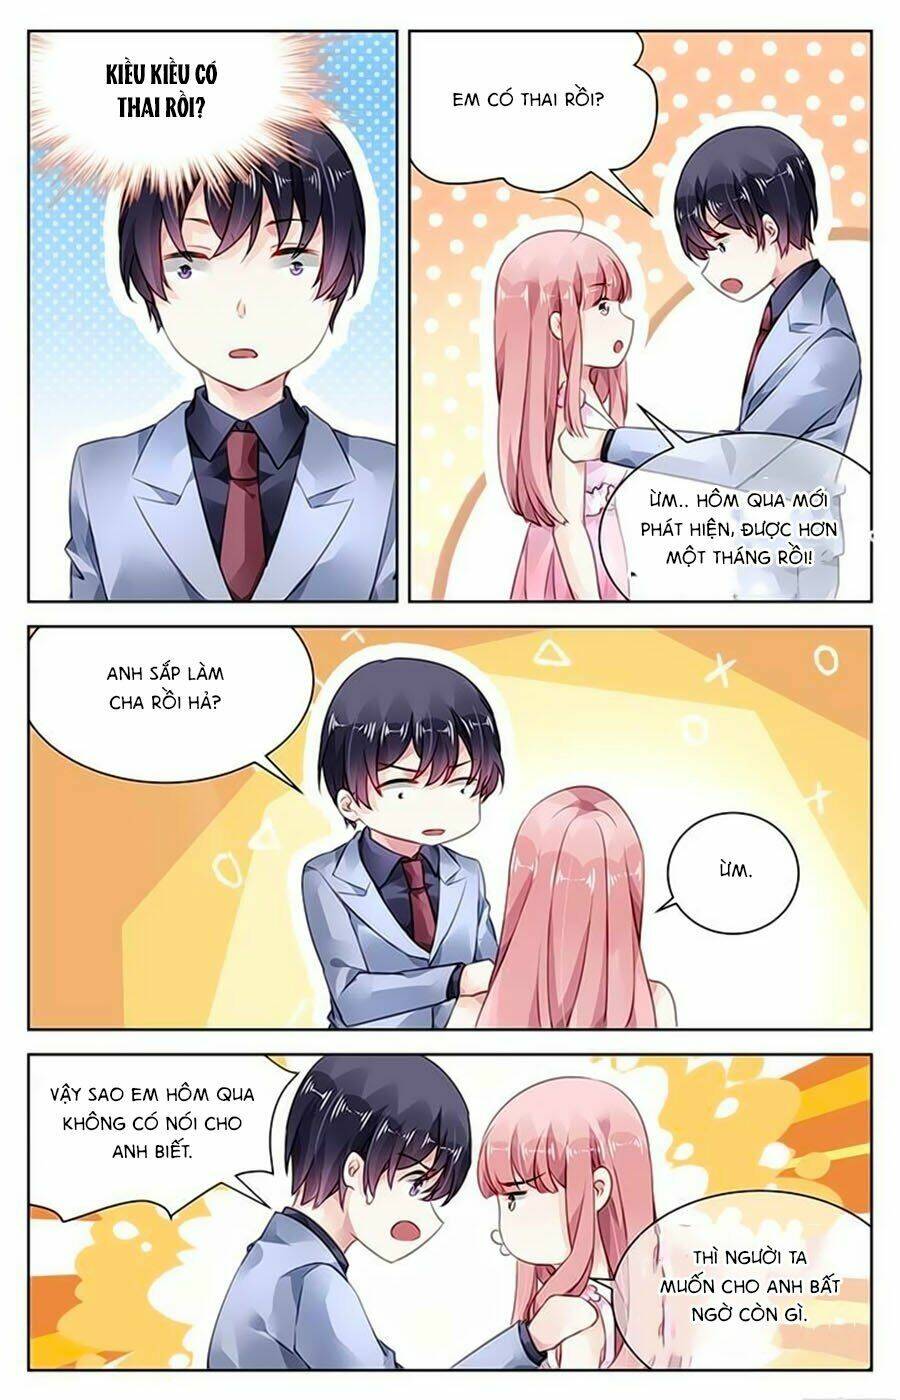 KIỀU KIỀU CÓ
THAI RỒI?
EM CÓ THAI RỒI?
ỪM.. HÔM QUA MỚI
PHÁT HIỆN, ĐƯỢC HƠN
MỘT THÁNG RỒI!
ANH SẮP LÀM
CHA RỒI HẢ?
ỪM.
VẬY SAO EM HÔM QUA
KHÔNG CÓ NÓI CHO
ANH BIẾT.
THÌ NGƯỜI TA
MUỐN CHO ANH BẤT
NGỜ CÒN GÌ.